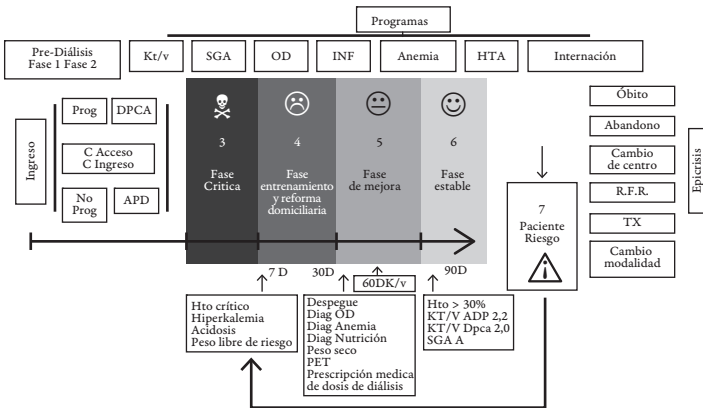 Programas
Pre-Diálisis
Fase 1 Fase 2
Kt/v
SGA
OD
INF
Anemia
HTA
Internación
Ingreso
Prog
DPCA
C Acceso
C Ingreso
No
Prog
APD
3
Fase
Critica
4
Fase
entrenamiento
y reforma
domiciliaria
5
Fase
de mejora
6
Fase
estable
7
Paciente
Riesgo
Óbito
Abandono
Cambio
de centro
R.F.R.
TX
Cambio
modalidad
Epicrisis
7 D
30D
60DK/v
90D
Hto crítico
Hiperkalemia
Acidosis
Peso libre de riesgo
Despegue
Diag OD
Diag Anemia
Diag Nutrición
Peso seco
PET
Prescripción medica
de dosis de diálisis
Hto > 30%
KT/V ADP 2,2
KT/V Dpca 2,0
SGA A